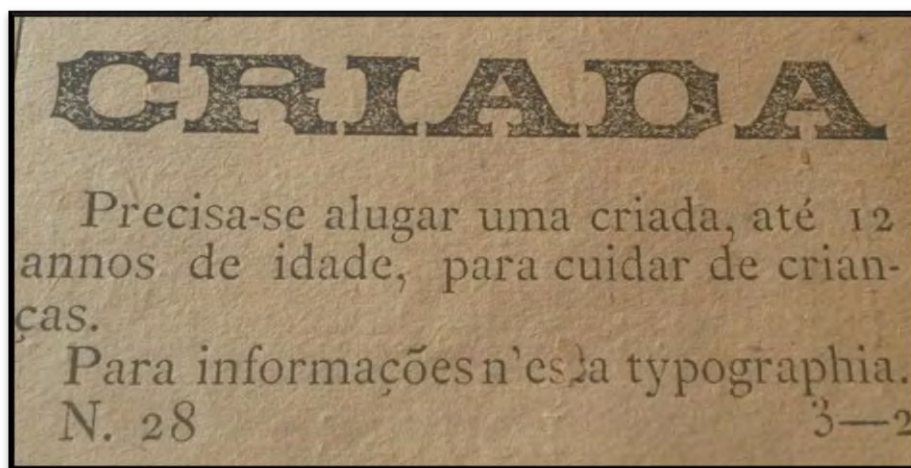 CRIADA
Precisa-se alugar uma criada, até 12
annos de idade, para cuidar de crian-
ças.
Para informações n'esta typographia.
N. 28 3—2